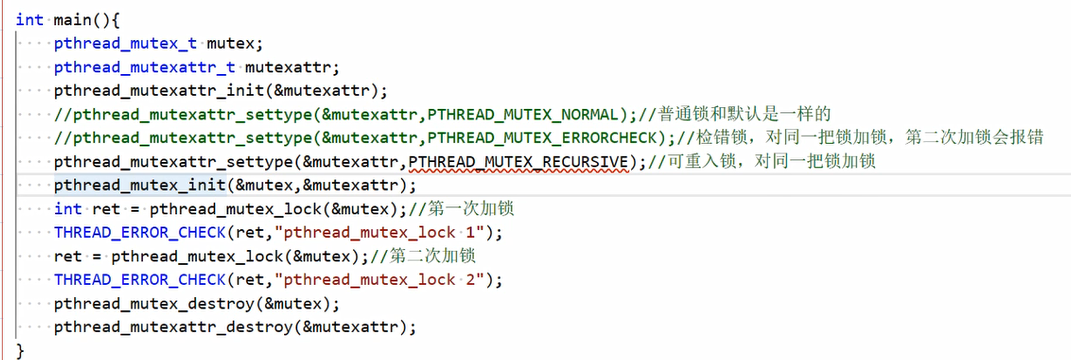 int main(){
pthread_mutex_t mutex;
pthread_mutexattr_t mutexattr;
pthread_mutexattr_init(&mutexattr);
//pthread_mutexattr_settype(&mutexattr,PTHREAD_MUTEX_NORMAL);//普通锁和默认是一样的
//pthread_mutexattr_settype(&mutexattr,PTHREAD_MUTEX_ERRORCHECK);//检错锁，对同一把锁加锁，第二次加锁会报错
pthread_mutexattr_settype(&mutexattr,PTHREAD_MUTEX_RECURSIVE);//可重入锁，对同一把锁加锁
pthread_mutex_init(&mutex,&mutexattr);
int ret = pthread_mutex_lock(&mutex);//第一次加锁
THREAD_ERROR_CHECK(ret,"pthread_mutex_lock 1");
ret = pthread_mutex_lock(&mutex);//第二次加锁
THREAD_ERROR_CHECK(ret,"pthread_mutex_lock 2");
pthread_mutex_destroy(&mutex);
pthread_mutexattr_destroy(&mutexattr);
}